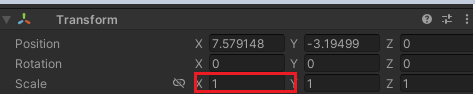 Transform
Position X 7.579148 Y -3.19499 Z 0
Rotation X 0 Y 0 Z 0
Scale X 1 Y 1 Z 1